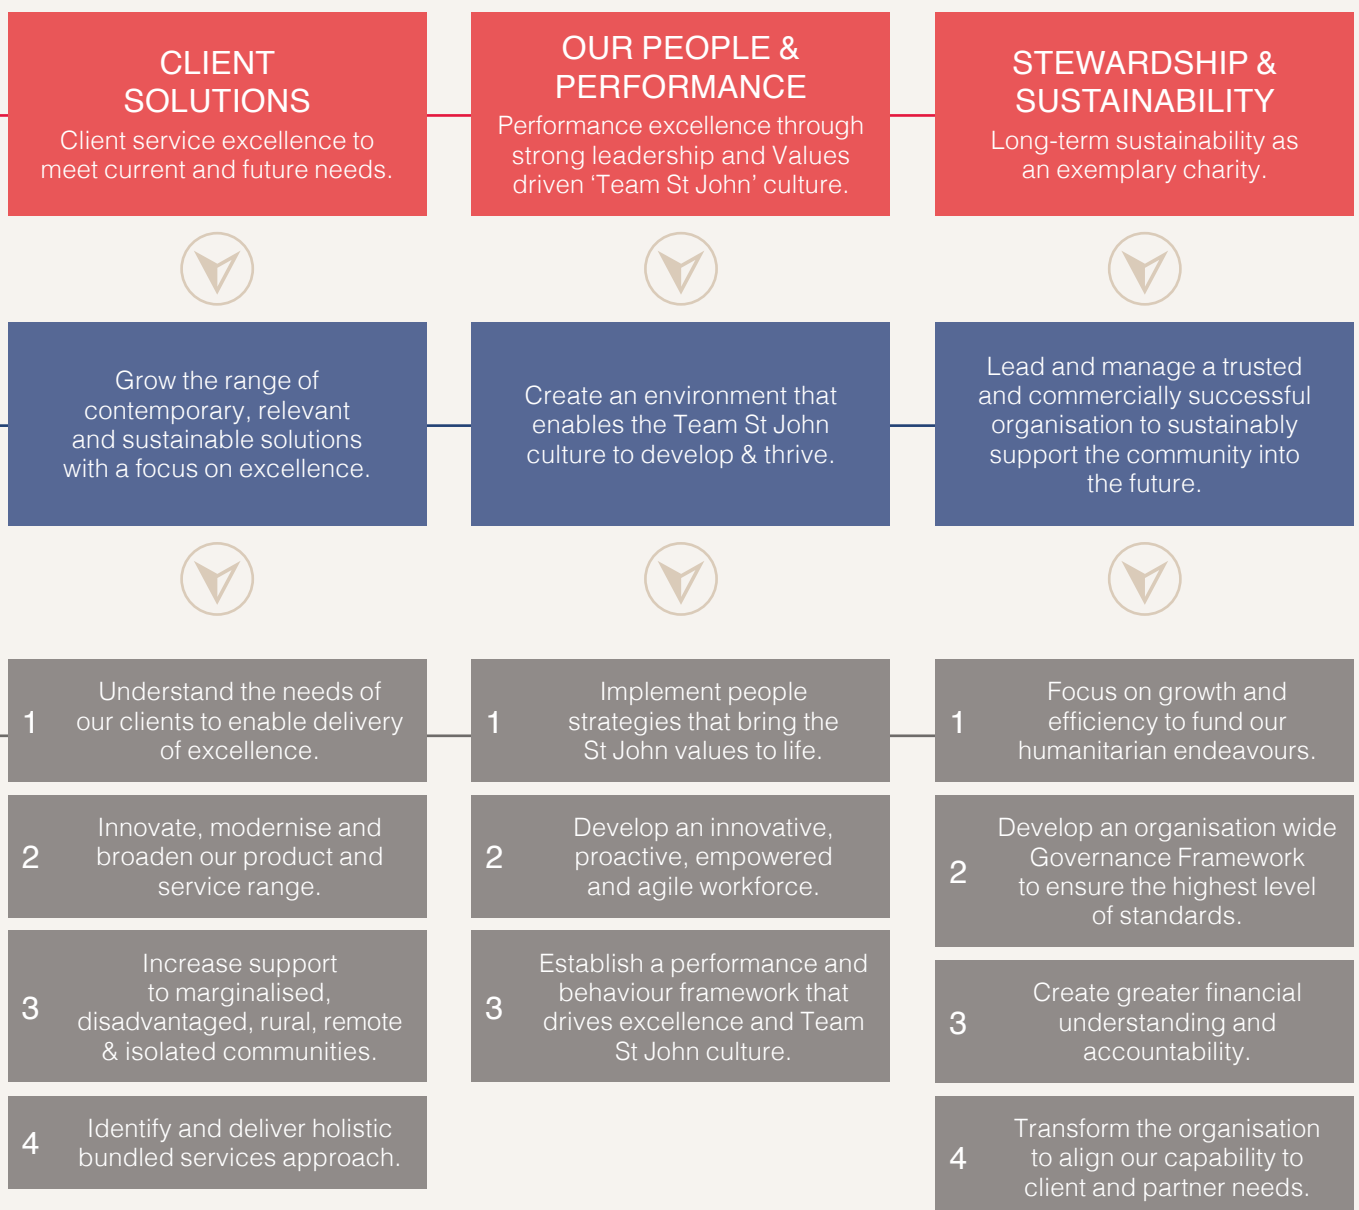 CLIENT
SOLUTIONS
Client service excellence to
meet current and future needs.
OUR PEOPLE &
PERFORMANCE
Performance excellence through
strong leadership and Values
driven ‘Team St John’ culture.
STEWARDSHIP &
SUSTAINABILITY
Long-term sustainability as
an exemplary charity.
Grow the range of
contemporary, relevant
and sustainable solutions
with a focus on excellence.
Create an environment that
enables the Team St John
culture to develop & thrive.
Lead and manage a trusted
and commercially successful
organisation to sustainably
support the community into
the future.
1
Understand the needs of
our clients to enable delivery
of excellence.
2
Innovate, modernise and
broaden our product and
service range.
3
Increase support
to marginalised,
disadvantaged, rural, remote
& isolated communities.
4
Identify and deliver holistic
bundled services approach.
1
Implement people
strategies that bring the
St John values to life.
2
Develop an innovative,
proactive, empowered
and agile workforce.
3
Establish a performance and
behaviour framework that
drives excellence and Team
St John culture.
1
Focus on growth and
efficiency to fund our
humanitarian endeavours.
2
Develop an organisation wide
Governance Framework
to ensure the highest level
of standards.
3
Create greater financial
understanding and
accountability.
4
Transform the organisation
to align our capability to
client and partner needs.